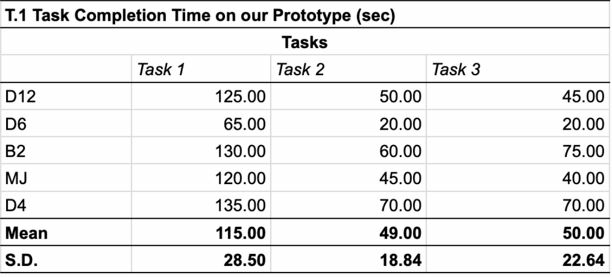 T.1 Task Completion Time on our Prototype (sec)
Tasks
Task 1 Task 2 Task 3
D12 125.00 50.00 45.00
D6 65.00 20.00 20.00
B2 130.00 60.00 75.00
MJ 120.00 45.00 40.00
D4 135.00 70.00 70.00
Mean 115.00 49.00 50.00
S.D. 28.50 18.84 22.64